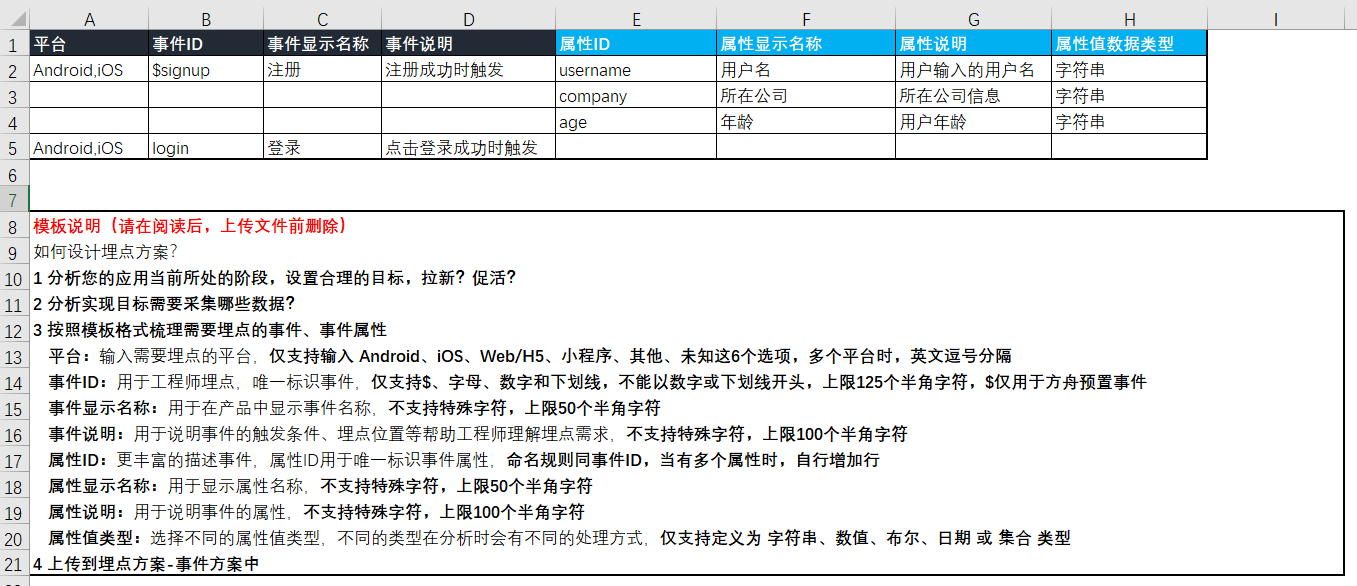 A B C D E F G H I
1 平台 事件ID 事件显示名称 事件说明 属性ID 属性显示名称 属性说明 属性值数据类型
2 Android,iOS $signup 注册 注册成功时触发 username 用户名 用户输入的用户名 字符串
3 company 所在公司 所在公司信息 字符串
4 age 年龄 用户年龄 字符串
5 Android,iOS login 登录 点击登录成功时触发
6
7
8 模板说明（请在阅读后，上传文件前删除）
9 如何设计埋点方案？
10 1 分析您的应用当前所处的阶段，设置合理的目标，拉新？促活？
11 2 分析实现目标需要采集哪些数据？
12 3 按照模板格式梳理需要埋点的事件、事件属性
13 平台：输入需要埋点的平台，仅支持输入 Android、iOS、Web/H5、小程序、其他、未知这6个选项，多个平台时，英文逗号分隔
14 事件ID：用于工程师埋点，唯一标识事件，仅支持$、字母、数字和下划线，不能以数字或下划线开头，上限125个半角字符，$仅用于方舟预置事件
15 事件显示名称：用于在产品中显示事件名称，不支持特殊字符，上限50个半角字符
16 事件说明：用于说明事件的触发条件、埋点位置等帮助工程师理解埋点需求，不支持特殊字符，上限100个半角字符
17 属性ID：更丰富的描述事件，属性ID用于唯一标识事件属性，命名规则同事件ID，当有多个属性时，自行增加行
18 属性显示名称：用于显示属性名称，不支持特殊字符，上限50个半角字符
19 属性说明：用于说明事件的属性，不支持特殊字符，上限100个半角字符
20 属性值类型：选择不同的属性值类型，不同的类型在分析时会有不同的处理方式，仅支持定义为 字符串、数值、布尔、日期 或 集合 类型
21 4 上传到埋点方案-事件方案中